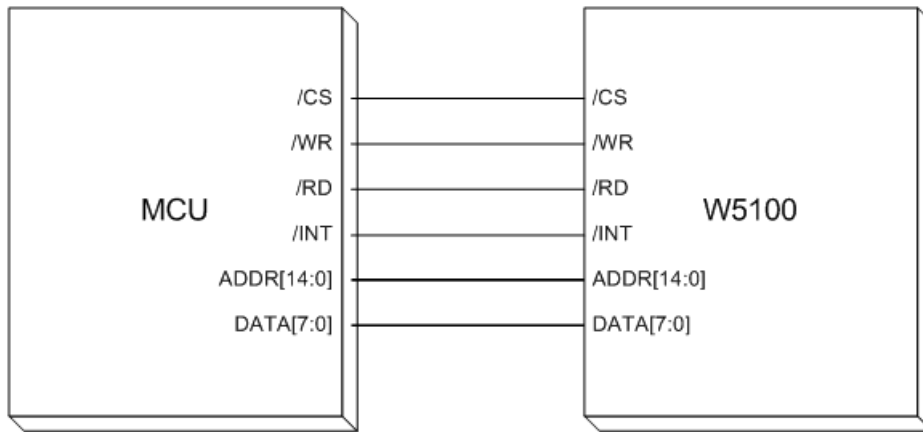 MCU
/CS
/WR
/RD
/INT
ADDR[14:0]
DATA[7:0]
/CS
/WR
/RD
/INT
ADDR[14:0]
DATA[7:0]
W5100